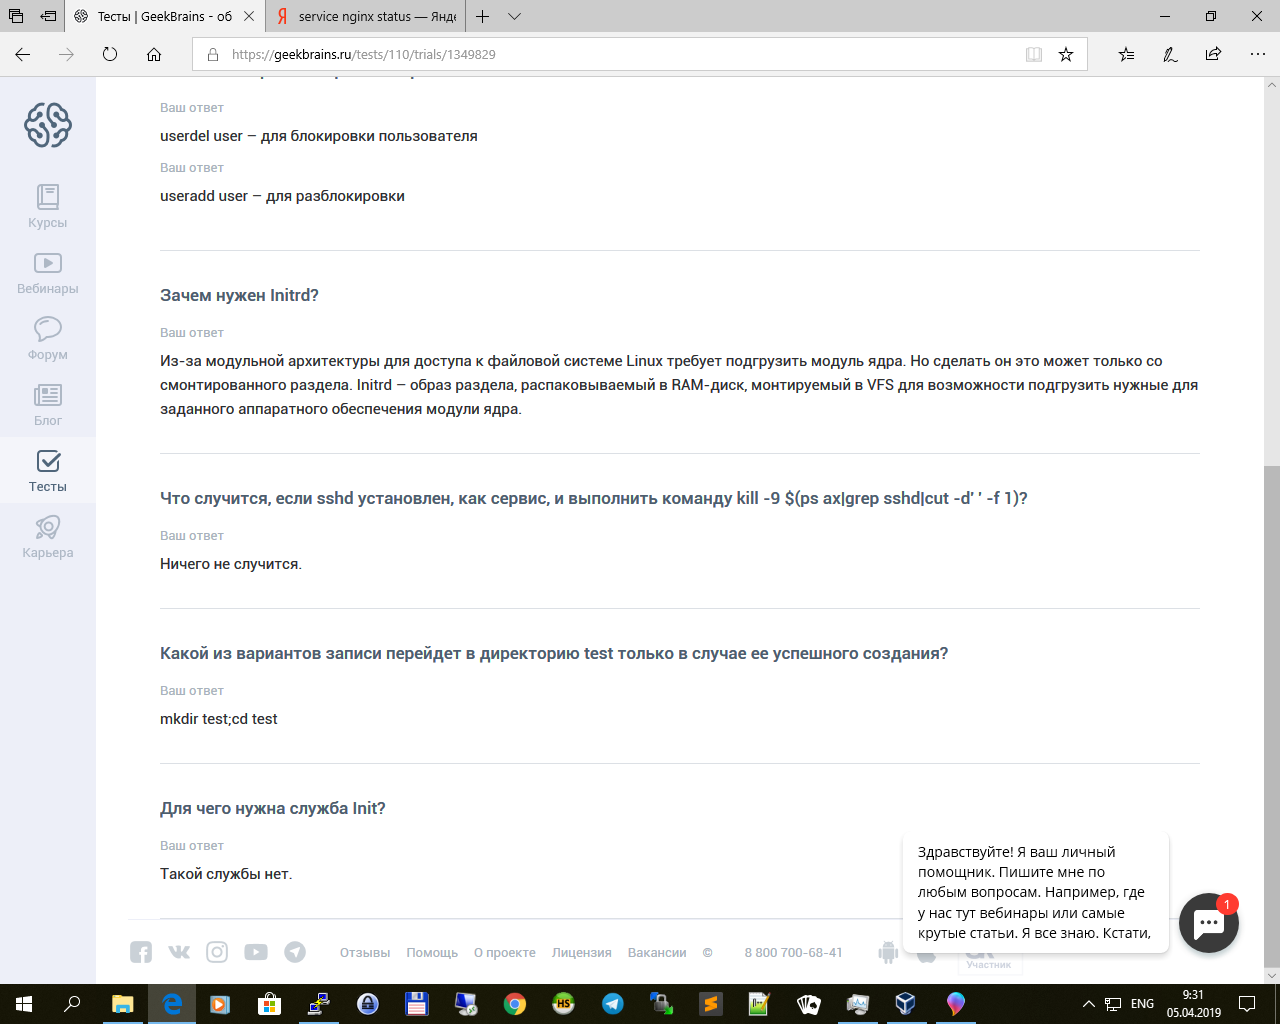 Тесты | GeekBrains - об
service nginx status — Янде
https://geekbrains.ru/tests/110/trials/1349829
Ваш ответ
userdel user – для блокировки пользователя
Ваш ответ
useradd user – для разблокировки
Курсы
Вебинары
Форум
Блог
Тесты
Карьера
Зачем нужен Initrd?
Ваш ответ
Из-за модульной архитектуры для доступа к файловой системе Linux требует подгрузить модуль ядра. Но сделать он это может только со
смонтированного раздела. Initrd – образ раздела, распаковываемый в RAM-диск, монтируемый в VFS для возможности подгрузить нужные для
заданного аппаратного обеспечения модули ядра.
Что случится, если sshd установлен, как сервис, и выполнить команду kill -9 $(ps ax|grep sshd|cut -d' ' -f 1)?
Ваш ответ
Ничего не случится.
Какой из вариантов записи перейдет в директорию test только в случае ее успешного создания?
Ваш ответ
mkdir test;cd test
Для чего нужна служба Init?
Ваш ответ
Такой службы нет.
Здравствуйте! Я ваш личный
помощник. Пишите мне по
любым вопросам. Например, где
у нас тут вебинары или самые
крутые статьи. Я все знаю. Кстати,
1
Отзывы Помощь О проекте Лицензия Вакансии © 8 800 700-68-41
Участник
HS
ENG
9:31
05.04.2019